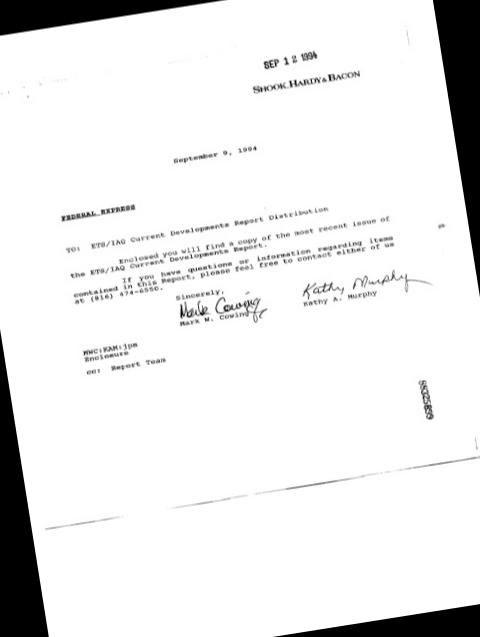 SEP 12 1994
SHOOK, HARDY & BACON
September 9, 1994
FEDERAL EXPRESS
TO: ETS/IAQ Current Developments Report Distribution
Enclosed you will find a copy of the most recent issue of
the ETS/IAQ Current Developments Report.
If you have questions or information regarding items
contained in this Report, please feel free to contact either of us
at (816) 474-6550.
Sincerely,
Mark Cowing
Kathy Murphy
Mark W. Cowing
Kathy A. Murphy
MWC:KAM:jpm
Enclosure
cc: Report Team